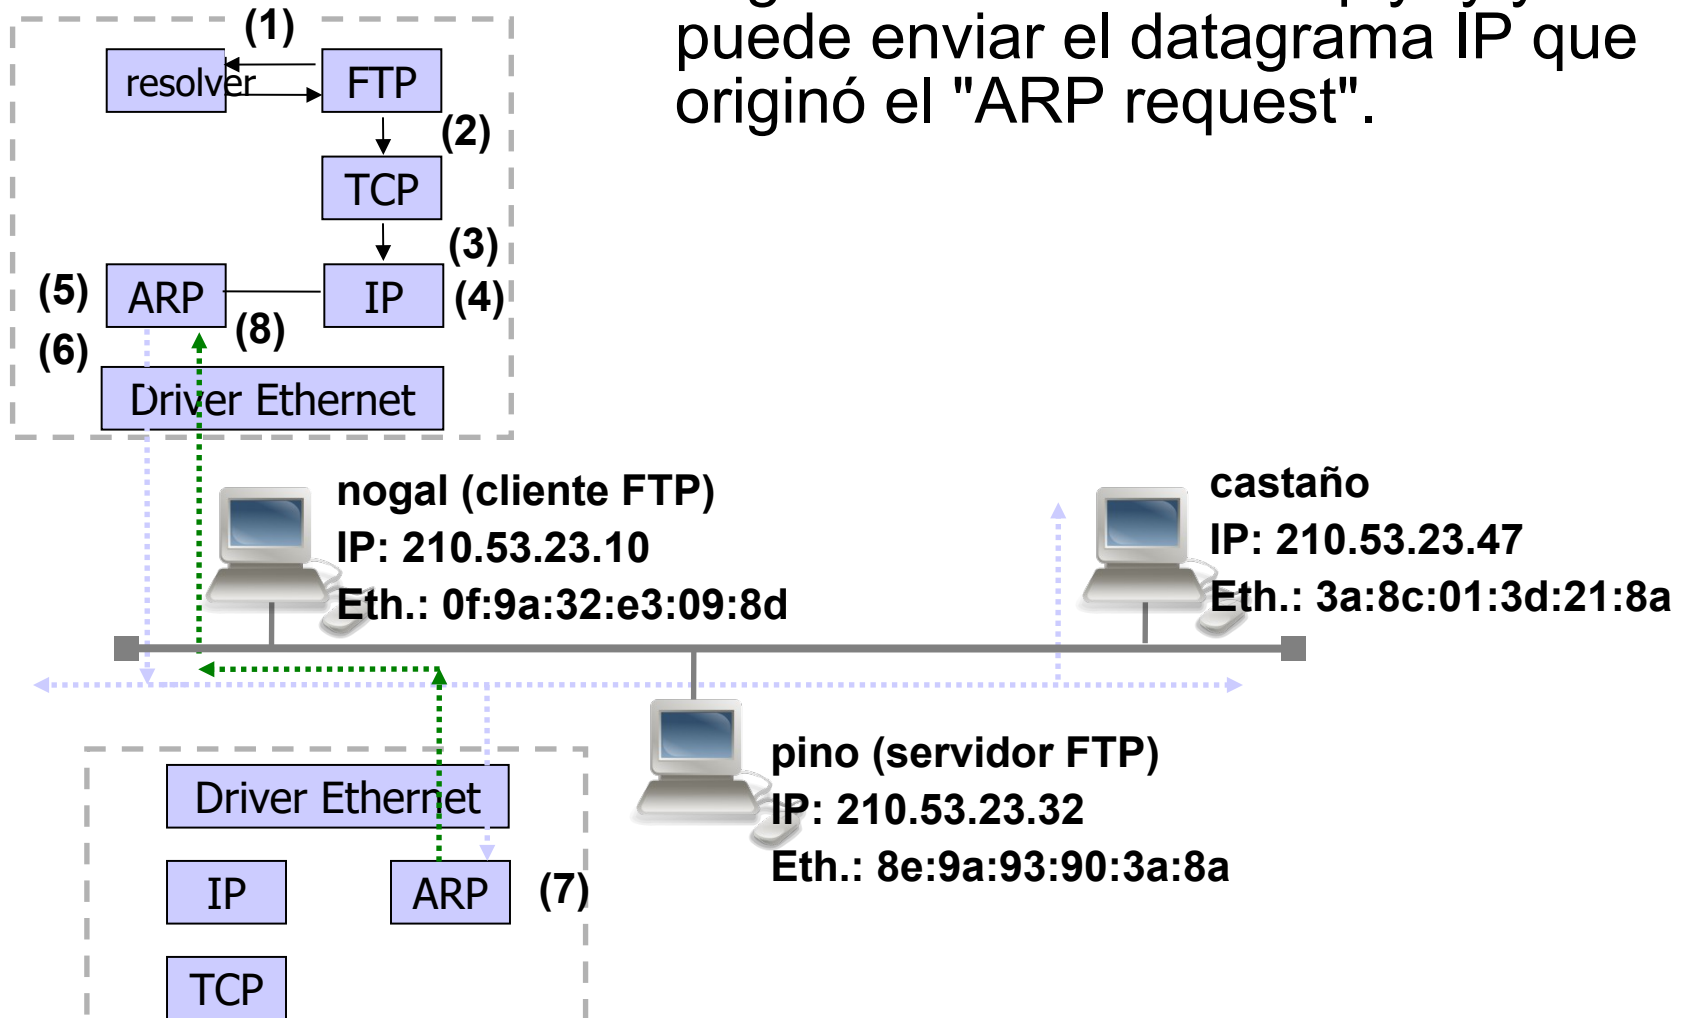 puede enviar el datagrama IP que
originó el "ARP request".
(1)
resolver
FTP
(2)
TCP
(3)
(5)
ARP
IP
(4)
(8)
(6)
Driver Ethernet
nogal (cliente FTP)
IP: 210.53.23.10
Eth.: 0f:9a:32:e3:09:8d
castaño
IP: 210.53.23.47
Eth.: 3a:8c:01:3d:21:8a
pino (servidor FTP)
IP: 210.53.23.32
Eth.: 8e:9a:93:90:3a:8a
Driver Ethernet
IP
ARP
(7)
TCP